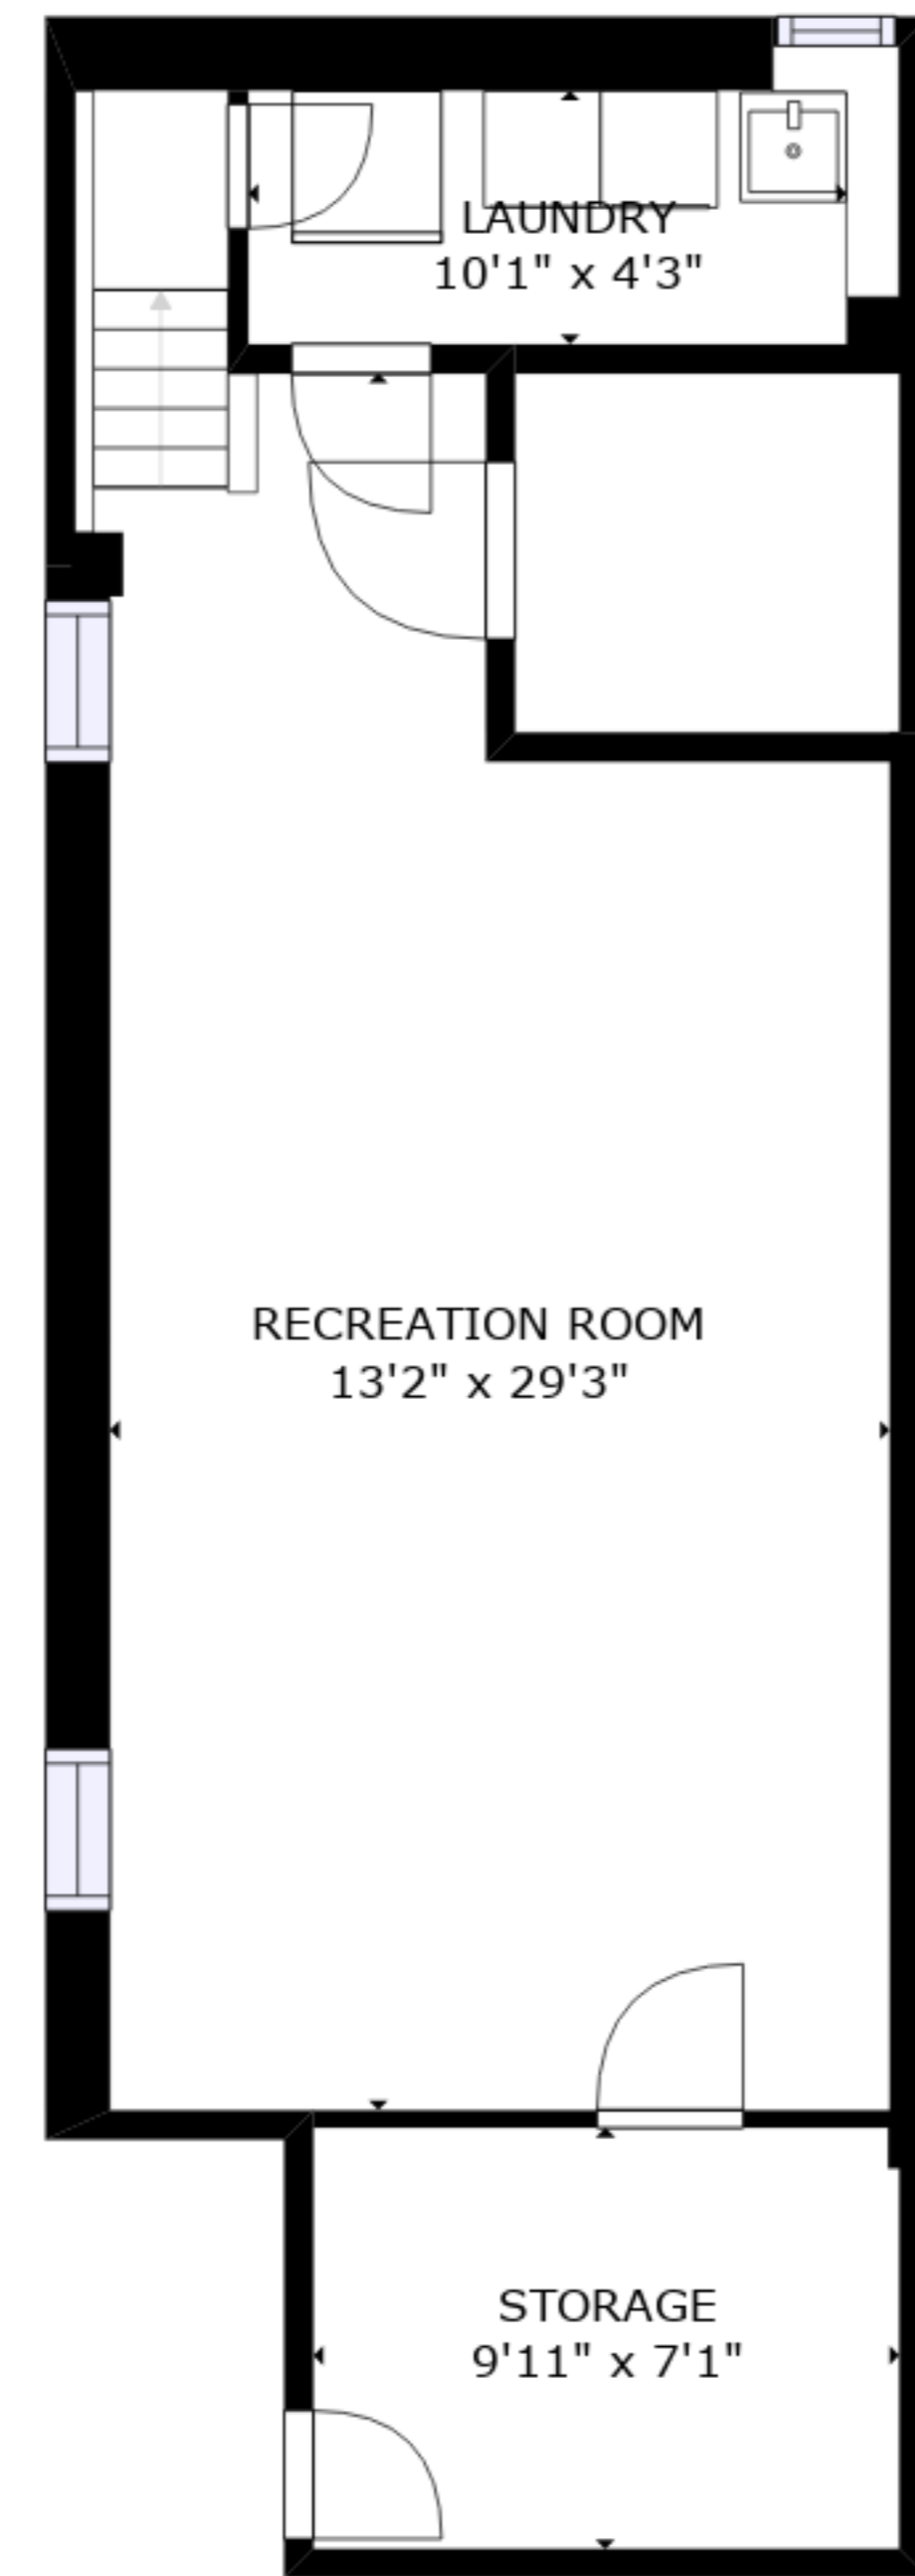 LAUNDRY
10'1" x 4'3"
RECREATION ROOM
13'2" x 29'3"
STORAGE
9'11" x 7'1"